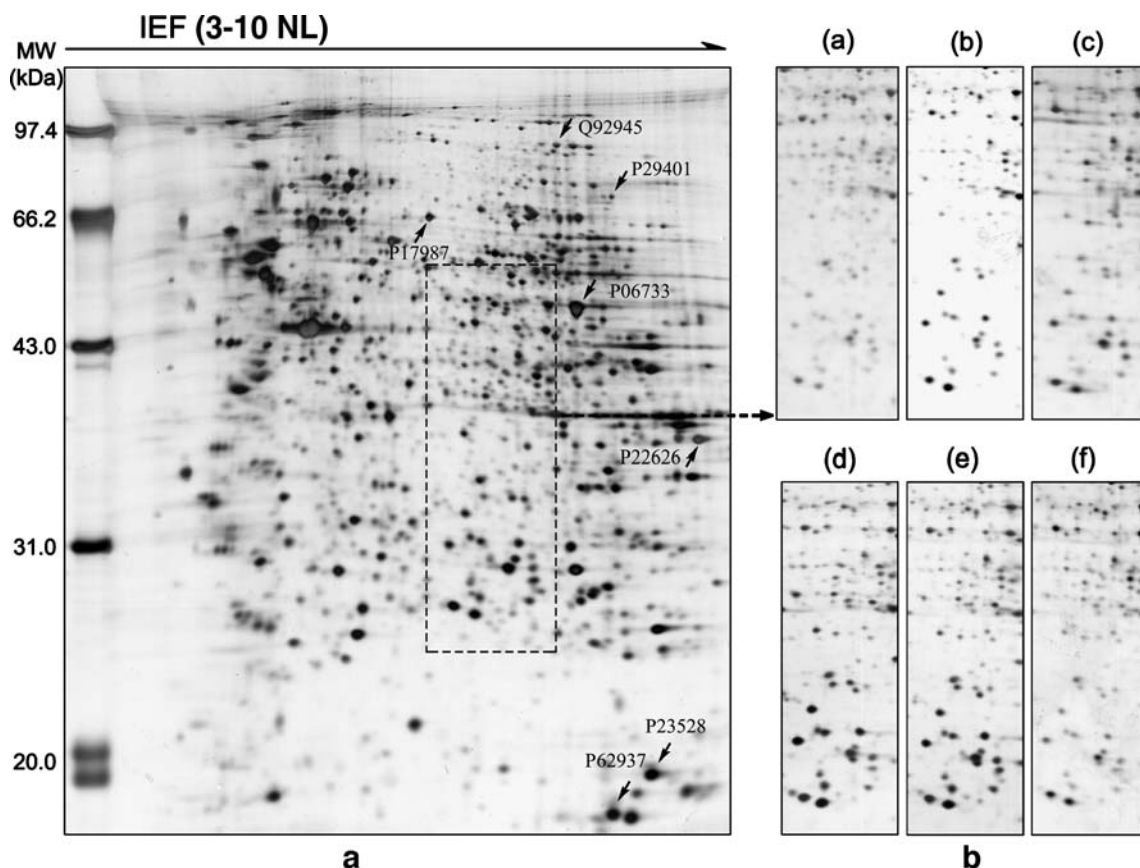 IEF (3-10 NL)
MW
(kDa)
97.4
66.2
43.0
31.0
20.0
Q92945
P29401
P17987
P06733
P22626
P23528
P62937
a
(a)
(b)
(c)
(d)
(e)
(f)
b